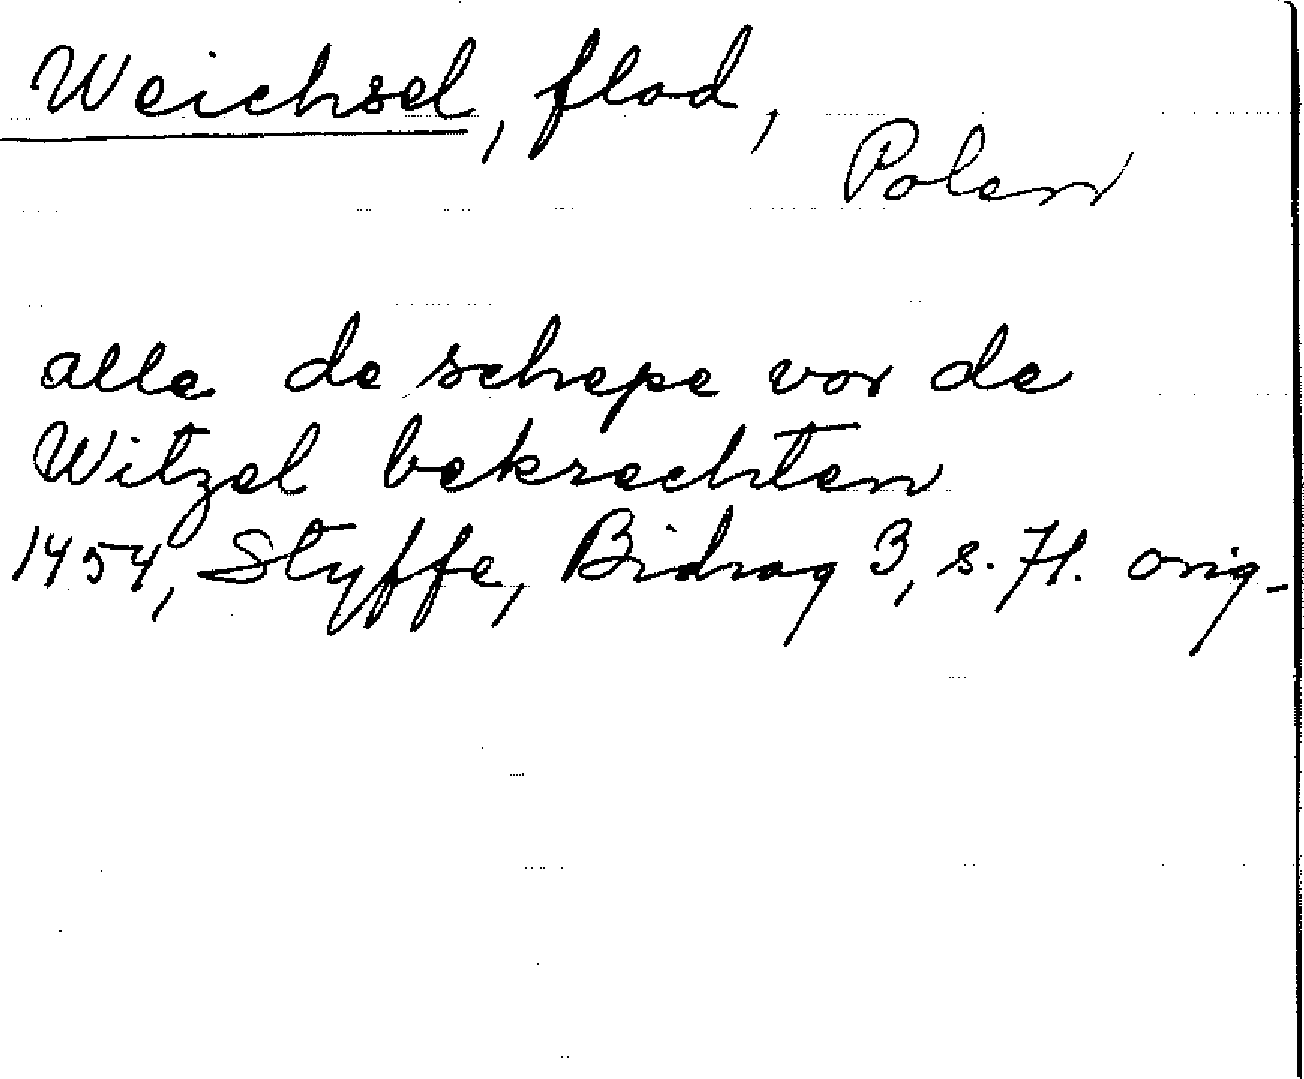 Weichsel, flod,
Polen
alle de schepe vor de
Witzel bekrechten
1454, Styffe, Bidrag 3, s. 71. orig.